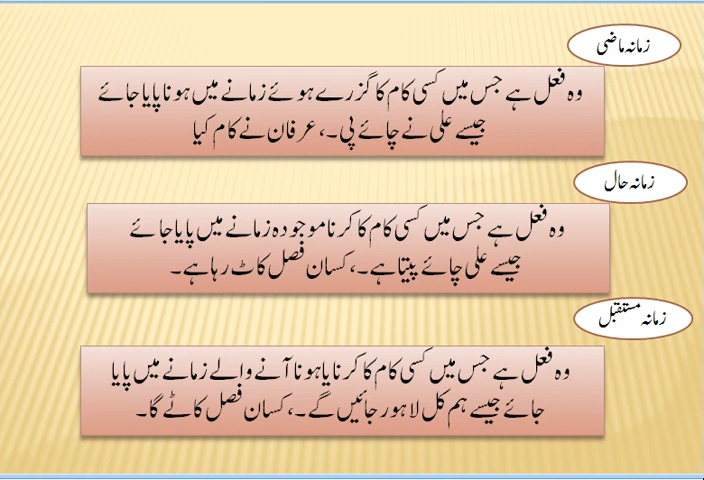 زمانہ ماضی
وہ فعل ہے جس میں کسی کام کا گزرے ہوئے زمانے میں ہونا پایا جائے
جیسے علی نے چائے پی۔، عرفان نے کام کیا
زمانہ حال
وہ فعل ہے جس میں کسی کام کا کرنا موجودہ زمانے میں پایا جائے
جیسے علی چائے پیتا ہے۔، کسان فصل کاٹ رہا ہے۔
زمانہ مستقبل
وہ فعل ہے جس میں کسی کام کا کرنا یا ہونا آنے والے زمانے میں پایا
جائے جیسے ہم کل لاہور جائیں گے۔، کسان فصل کاٹے گا۔